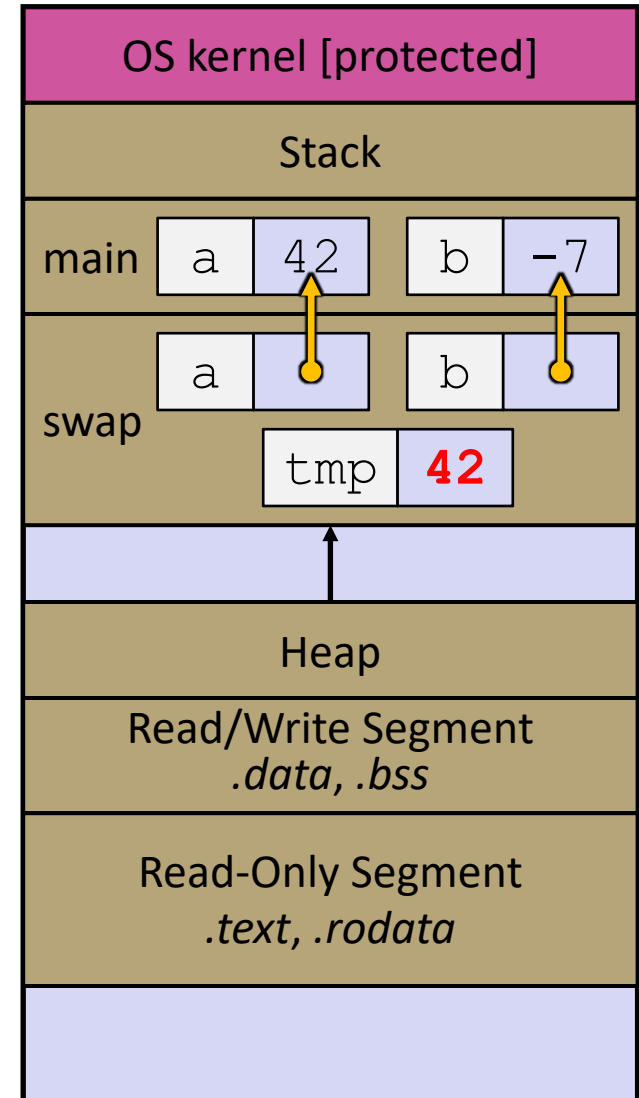 OS kernel [protected]
Stack
main a 42 b -7
swap a b
tmp 42
Heap
Read/Write Segment
.data, .bss
Read-Only Segment
.text, .rodata